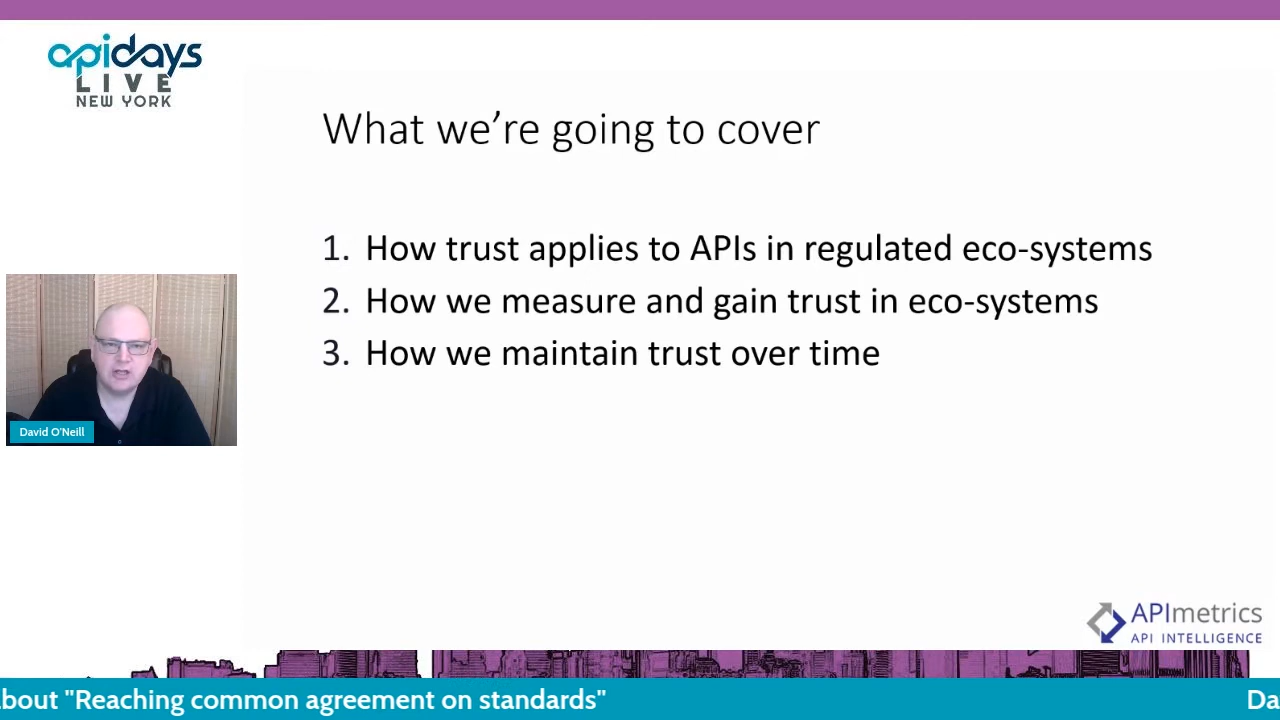 apidays
LIVE
NEW YORK
What we're going to cover
1. How trust applies to APIs in regulated eco-systems
2. How we measure and gain trust in eco-systems
3. How we maintain trust over time
David O'Neill
APImetrics
API INTELLIGENCE
bout "Reaching common agreement on standards"
Da